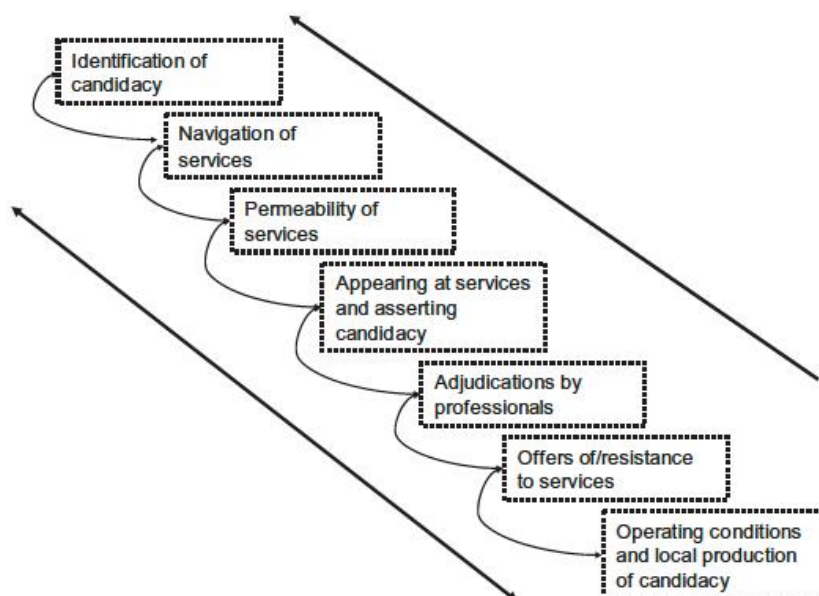 Identification of
candidacy
Navigation of
services
Permeability of
services
Appearing at services
and asserting
candidacy
Adjudications by
professionals
Offers of/resistance
to services
Operating conditions
and local production
of candidacy